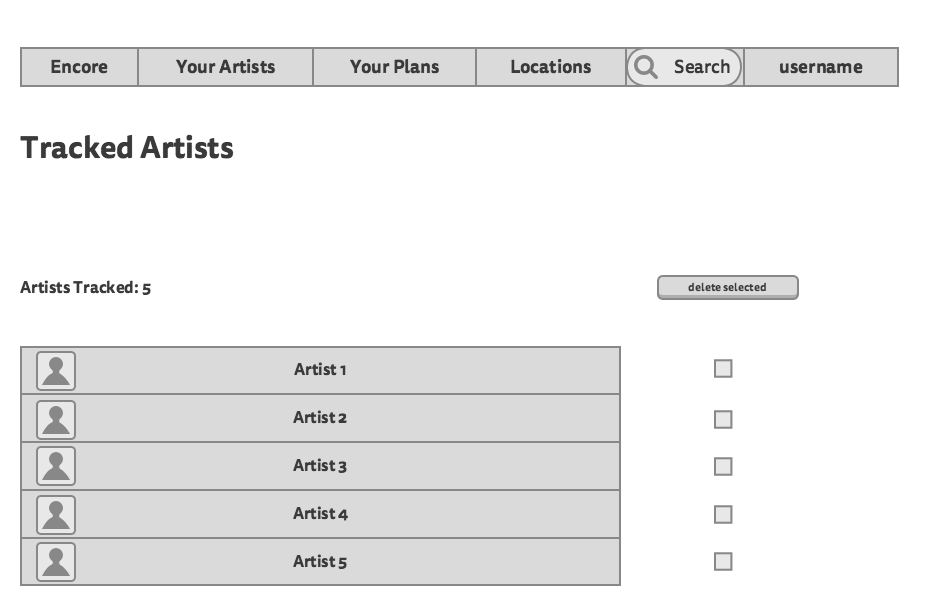 Encore Your Artists Your Plans Locations Search username
Tracked Artists
Artists Tracked: 5 delete selected
Artist 1
Artist 2
Artist 3
Artist 4
Artist 5